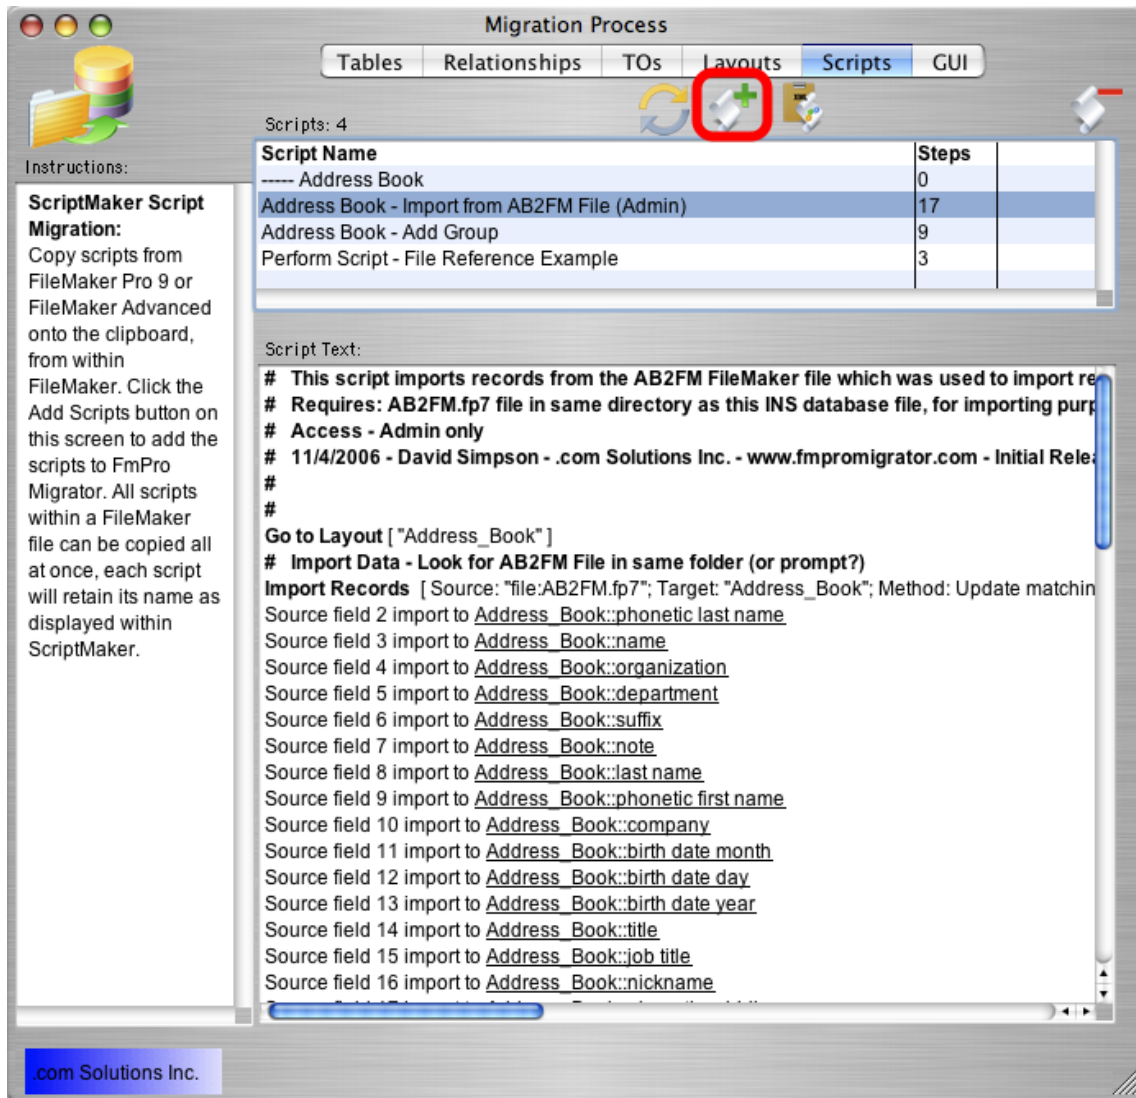 Migration Process
Tables Relationships TOs Layouts Scripts GUI
Scripts: 4
Script Name Steps
----- Address Book 0
Address Book - Import from AB2FM File (Admin) 17
Address Book - Add Group 9
Perform Script - File Reference Example 3
Instructions:
ScriptMaker Script
Migration:
Copy scripts from
FileMaker Pro 9 or
FileMaker Advanced
onto the clipboard,
from within
FileMaker. Click the
Add Scripts button on
this screen to add the
scripts to FmPro
Migrator. All scripts
within a FileMaker
file can be copied all
at once, each script
will retain its name as
displayed within
ScriptMaker.
Script Text:
# This script imports records from the AB2FM FileMaker file which was used to import re
# Requires: AB2FM.fp7 file in same directory as this INS database file, for importing purp
# Access - Admin only
# 11/4/2006 - David Simpson - .com Solutions Inc. - www.fmpromigrator.com - Initial Relea
#
#
Go to Layout [ "Address_Book" ]
# Import Data - Look for AB2FM File in same folder (or prompt?)
Import Records [ Source: "file:AB2FM.fp7"; Target: "Address_Book"; Method: Update matchin
Source field 2 import to Address_Book::phonetic last name
Source field 3 import to Address_Book::name
Source field 4 import to Address_Book::organization
Source field 5 import to Address_Book::department
Source field 6 import to Address_Book::suffix
Source field 7 import to Address_Book::note
Source field 8 import to Address_Book::last name
Source field 9 import to Address_Book::phonetic first name
Source field 10 import to Address_Book::company
Source field 11 import to Address_Book::birth date month
Source field 12 import to Address_Book::birth date day
Source field 13 import to Address_Book::birth date year
Source field 14 import to Address_Book::title
Source field 15 import to Address_Book::job title
Source field 16 import to Address_Book::nickname
.com Solutions Inc.